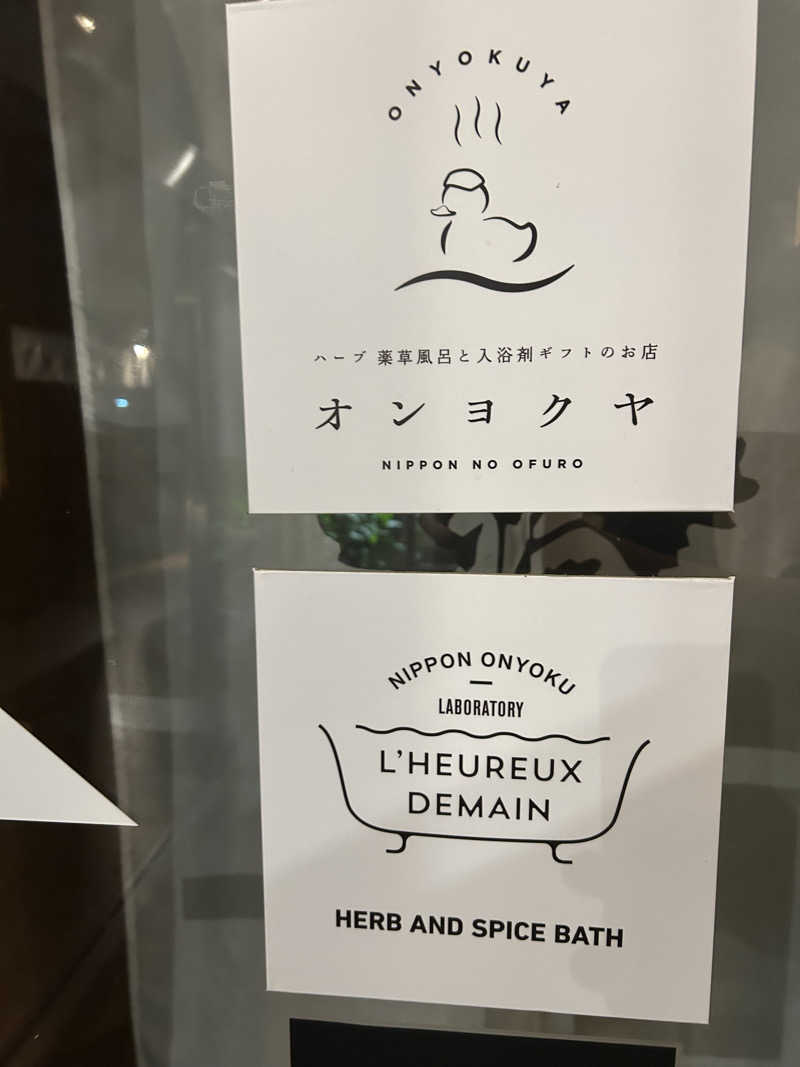 ONYOKUYA
ハーブ 薬草風呂と入浴剤ギフトのお店
オンヨクヤ
NIPPON NO OFURO
NIPPON ONYOKU
LABORATORY
L'HEUREUX
DEMAIN
HERB AND SPICE BATH